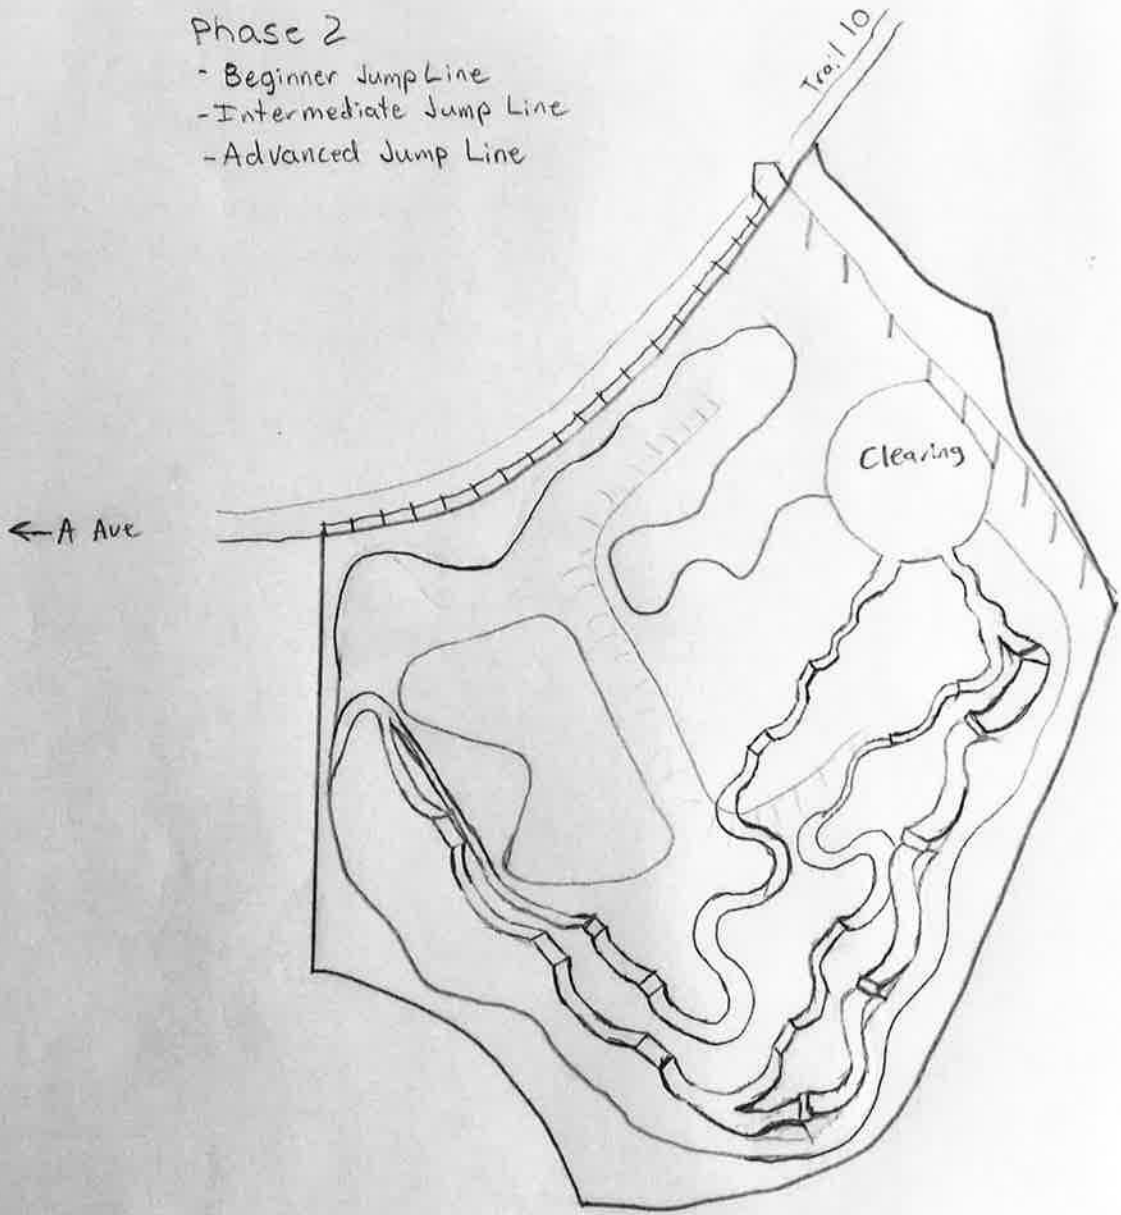 Phase 2
- Beginner Jump Line
- Intermediate Jump Line
- Advanced Jump Line
Trail 10
Clearing
← A Ave